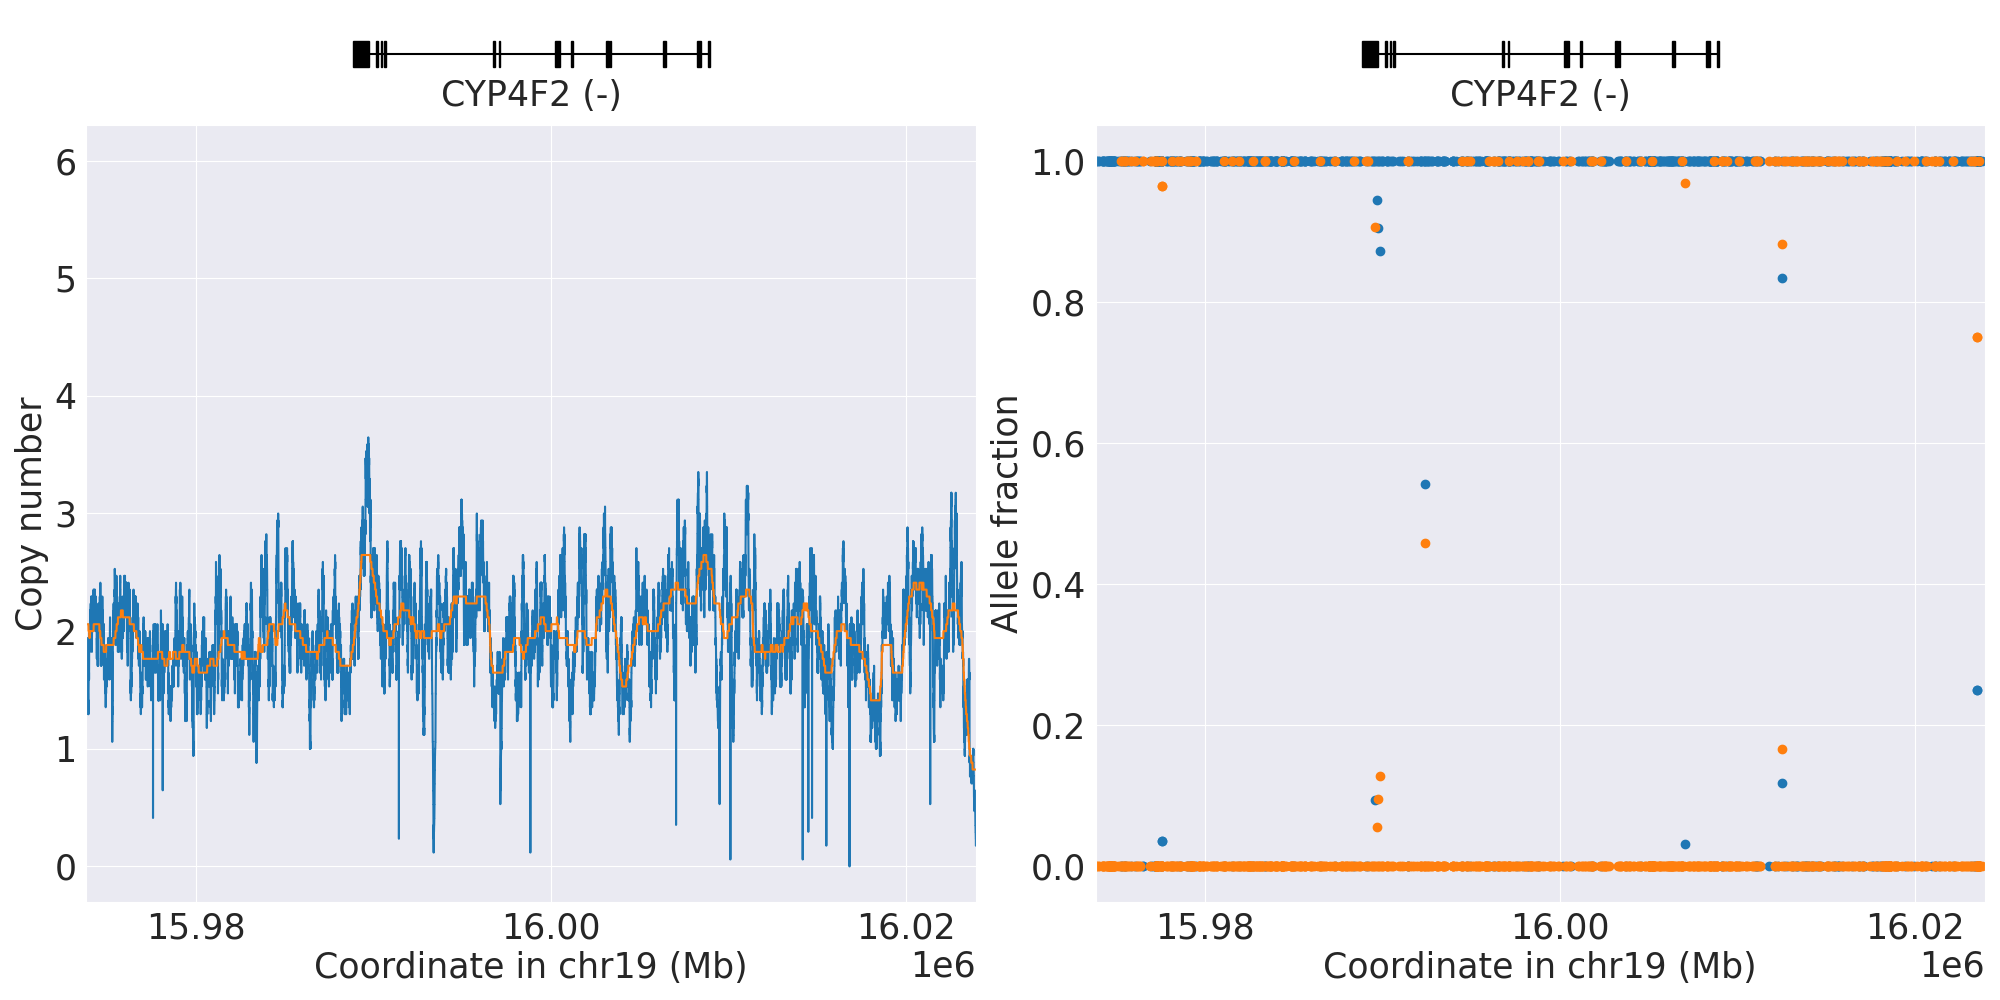 CYP4F2 (-)
6
5
4
3
2
1
0
Copy number
15.98
16.00
16.02
Coordinate in chr19 (Mb)
1e6
CYP4F2 (-)
1.0
0.8
0.6
0.4
0.2
0.0
Allele fraction
15.98
16.00
16.02
Coordinate in chr19 (Mb)
1e6